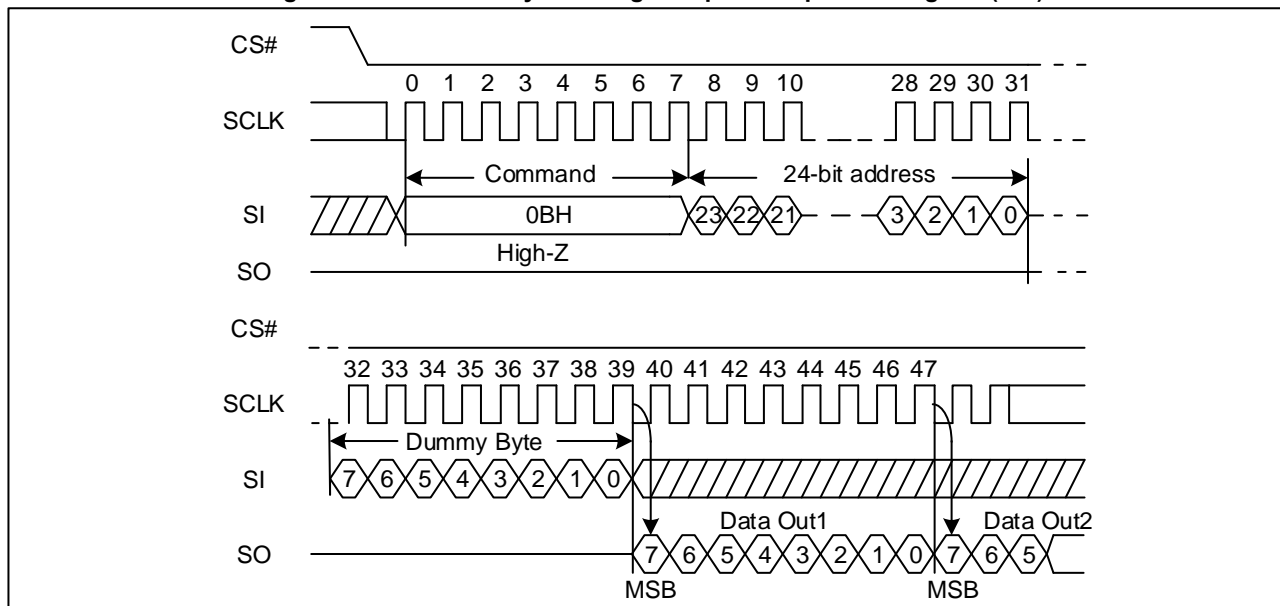 CS#
0 1 2 3 4 5 6 7 8 9 10 28 29 30 31
SCLK
Command 24-bit address
SI 0BH 23 22 21 3 2 1 0
High-Z
SO
CS#
32 33 34 35 36 37 38 39 40 41 42 43 44 45 46 47
SCLK
Dummy Byte
SI 7 6 5 4 3 2 1 0
Data Out1 Data Out2
SO 7 6 5 4 3 2 1 0 7 6 5
MSB MSB